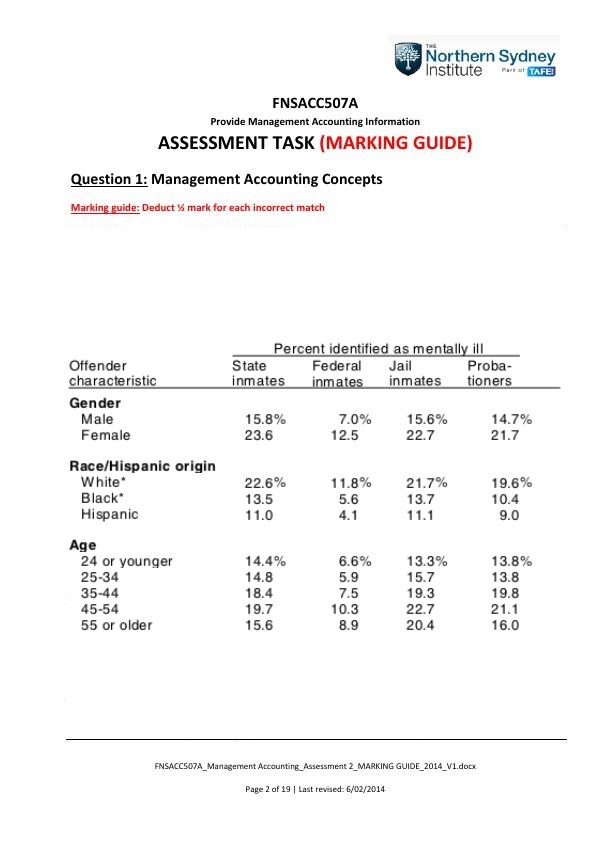 THE
Northern Sydney
Institute Part of TAFE
FNSACC507A
Provide Management Accounting Information
ASSESSMENT TASK (MARKING GUIDE)
Question 1: Management Accounting Concepts
Marking guide: Deduct ½ mark for each incorrect match
Percent identified as mentally ill
Offender State Federal Jail Proba-
characteristic inmates inmates inmates tioners
Gender
Male 15.8% 7.0% 15.6% 14.7%
Female 23.6 12.5 22.7 21.7
Race/Hispanic origin
White* 22.6% 11.8% 21.7% 19.6%
Black* 13.5 5.6 13.7 10.4
Hispanic 11.0 4.1 11.1 9.0
Age
24 or younger 14.4% 6.6% 13.3% 13.8%
25-34 14.8 5.9 15.7 13.8
35-44 18.4 7.5 19.3 19.8
45-54 19.7 10.3 22.7 21.1
55 or older 15.6 8.9 20.4 16.0
FNSACC507A_Management Accounting_Assessment 2_MARKING GUIDE_2014_V1.docx
Page 2 of 19 | Last revised: 6/02/2014